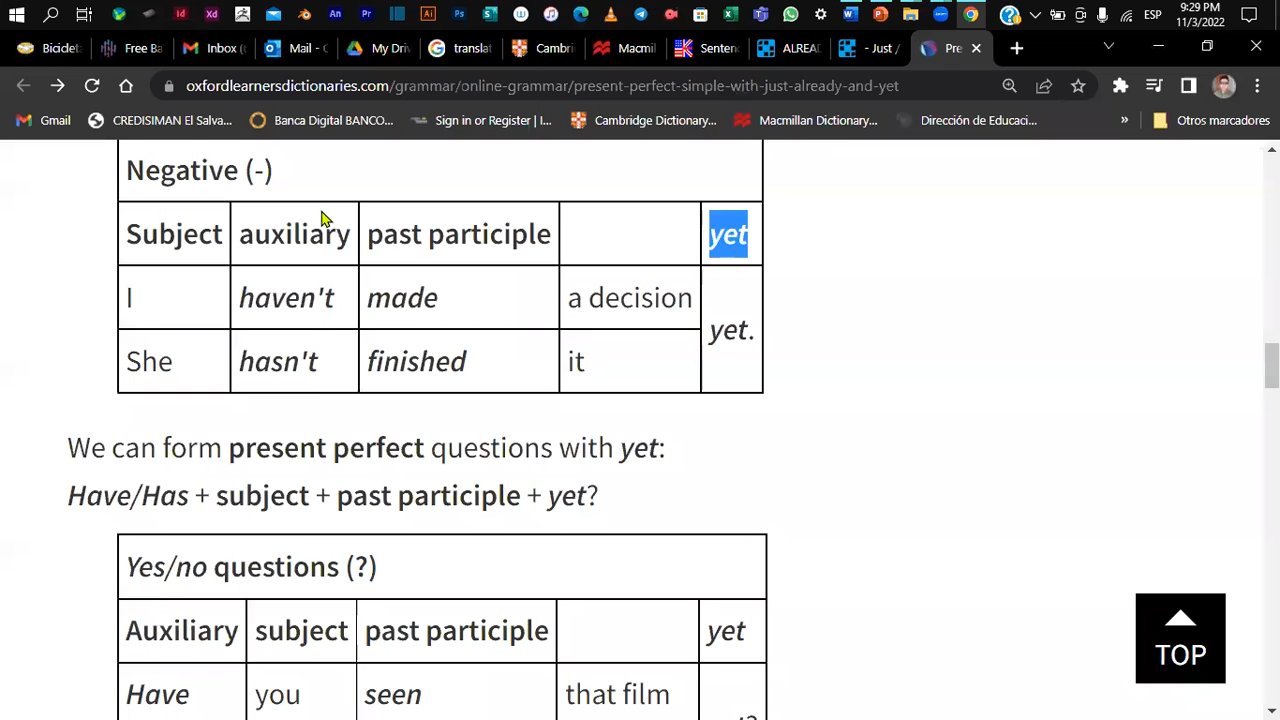 9:29 PM
ESP
11/3/2022
Bicicleta
Free Ba
Inbox (
Mail - C
My Driv
translat
Cambri
Macmil
Senten
ALREAD
- Just /
Pre
oxfordlearnersdictionaries.com/grammar/online-grammar/present-perfect-simple-with-just-already-and-yet
Gmail
CREDISIMAN El Salva...
Banca Digital BANCO...
Sign in or Register | I...
Cambridge Dictionary...
Macmillan Dictionary...
Dirección de Educaci...
»
Otros marcadores
Negative (-)
Subject auxiliary past participle yet
I haven't made a decision
yet.
She hasn't finished it
We can form present perfect questions with yet:
Have/Has + subject + past participle + yet?
Yes/no questions (?)
Auxiliary subject past participle yet
Have you seen that film
TOP